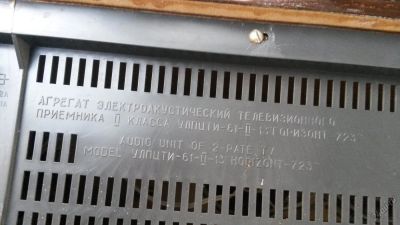 АГРЕГАТ ЭЛЕКТРОАКУСТИЧЕСКИЙ ТЕЛЕВИЗИОННОГО
ПРИЕМНИКА II КЛАССА УЛПЦТИ-61-II-13 ГОРИЗОНТ 723
AUDIO UNIT OF 2-RATE TV
MODEL УЛПЦТИ-61-II-13 HORIZONT-723